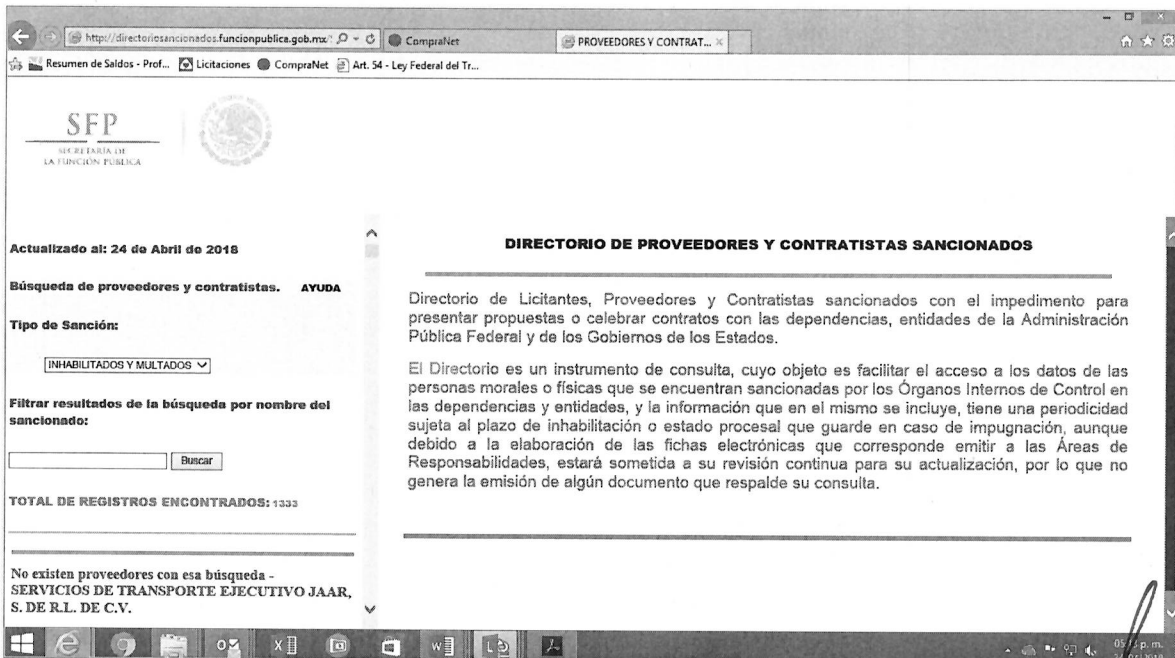 http://directoriosancionados.funcionpublica.gob.mx/
CompraNet
PROVEEDORES Y CONTRAT...
Resumen de Saldos - Prof...
Licitaciones
CompraNet
Art. 54 - Ley Federal del Tr...
SFP
SECRETARÍA DE
LA FUNCIÓN PÚBLICA
Actualizado al: 24 de Abril de 2018
Búsqueda de proveedores y contratistas. AYUDA
Tipo de Sanción:
INHABILITADOS Y MULTADOS
Filtrar resultados de la búsqueda por nombre del
sancionado:
Buscar
TOTAL DE REGISTROS ENCONTRADOS: 1333
No existen proveedores con esa búsqueda -
SERVICIOS DE TRANSPORTE EJECUTIVO JAAR,
S. DE R.L. DE C.V.
DIRECTORIO DE PROVEEDORES Y CONTRATISTAS SANCIONADOS
Directorio de Licitantes, Proveedores y Contratistas sancionados con el impedimento para
presentar propuestas o celebrar contratos con las dependencias, entidades de la Administración
Pública Federal y de los Gobiernos de los Estados.
El Directorio es un instrumento de consulta, cuyo objeto es facilitar el acceso a los datos de las
personas morales o físicas que se encuentran sancionadas por los Órganos Internos de Control en
las dependencias y entidades, y la información que en el mismo se incluye, tiene una periodicidad
sujeta al plazo de inhabilitación o estado procesal que guarde en caso de impugnación, aunque
debido a la elaboración de las fichas electrónicas que corresponde emitir a las Áreas de
Responsabilidades, estará sometida a su revisión continua para su actualización, por lo que no
genera la emisión de algún documento que respalde su consulta.
p. m.